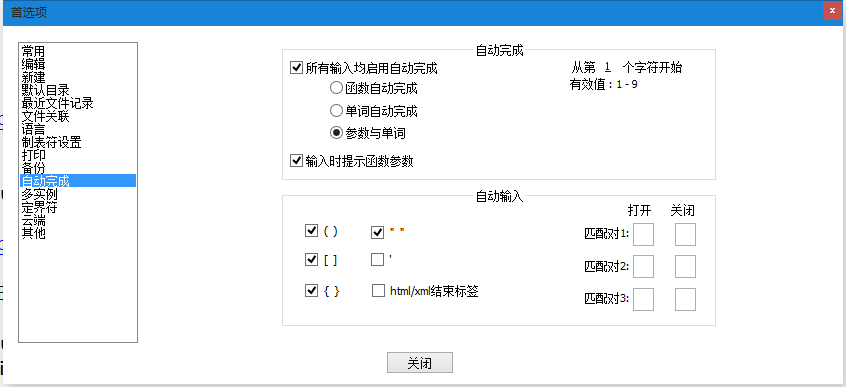 首选项
x
常用
编辑
新建
默认目录
最近文件记录
文件关联
语言
制表符设置
打印
备份
自动完成
多实例
定界符
云端
其他
自动完成
所有输入均启用自动完成
函数自动完成
单词自动完成
参数与单词
输入时提示函数参数
从第 1 个字符开始
有效值：1 - 9
自动输入
( ) " "
[ ] '
{ } html/xml结束标签
打开 关闭
匹配对1:
匹配对2:
匹配对3:
关闭